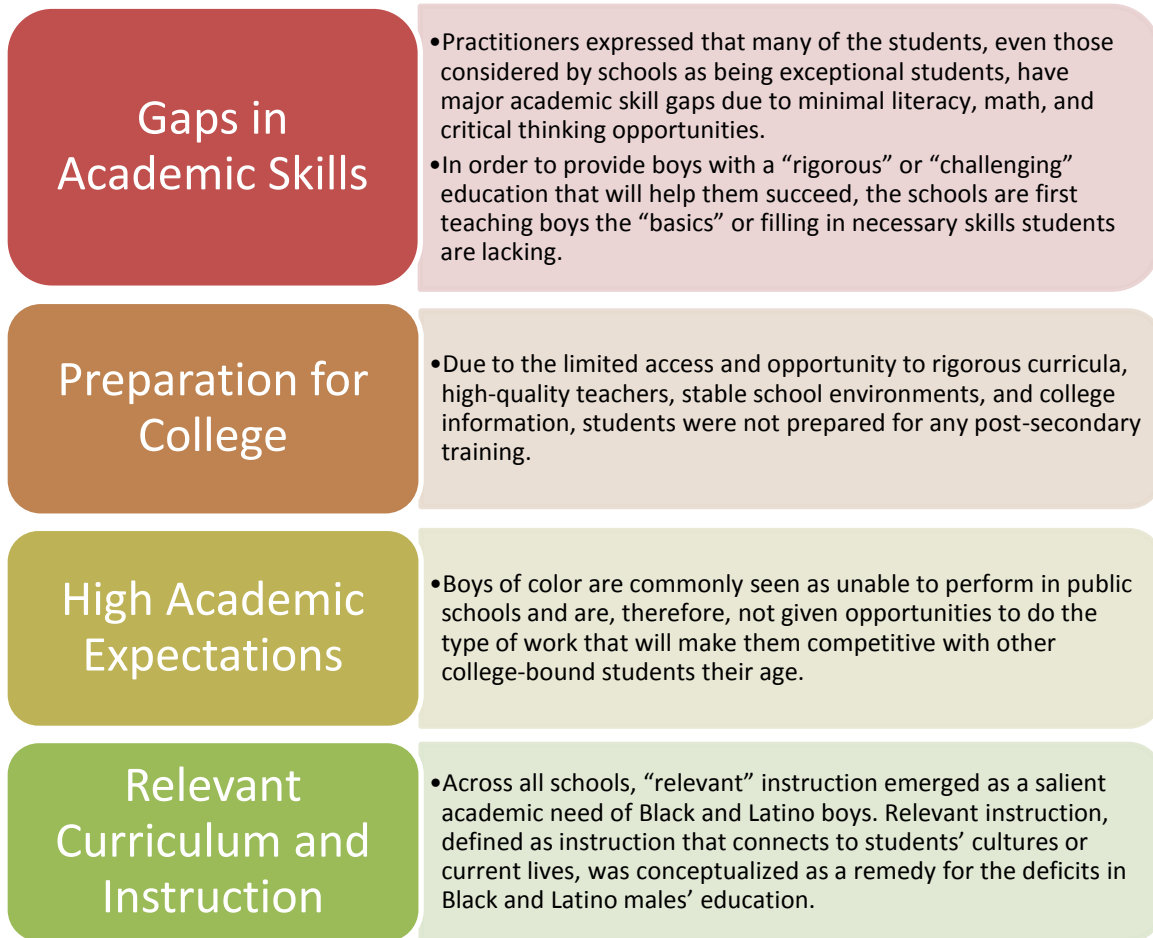 Gaps in
Academic Skills
•Practitioners expressed that many of the students, even those
considered by schools as being exceptional students, have
major academic skill gaps due to minimal literacy, math, and
critical thinking opportunities.
•In order to provide boys with a “rigorous” or “challenging”
education that will help them succeed, the schools are first
teaching boys the “basics” or filling in necessary skills students
are lacking.
Preparation for
College
•Due to the limited access and opportunity to rigorous curricula,
high-quality teachers, stable school environments, and college
information, students were not prepared for any post-secondary
training.
High Academic
Expectations
•Boys of color are commonly seen as unable to perform in public
schools and are, therefore, not given opportunities to do the
type of work that will make them competitive with other
college-bound students their age.
Relevant
Curriculum and
Instruction
•Across all schools, “relevant” instruction emerged as a salient
academic need of Black and Latino boys. Relevant instruction,
defined as instruction that connects to students’ cultures or
current lives, was conceptualized as a remedy for the deficits in
Black and Latino males’ education.